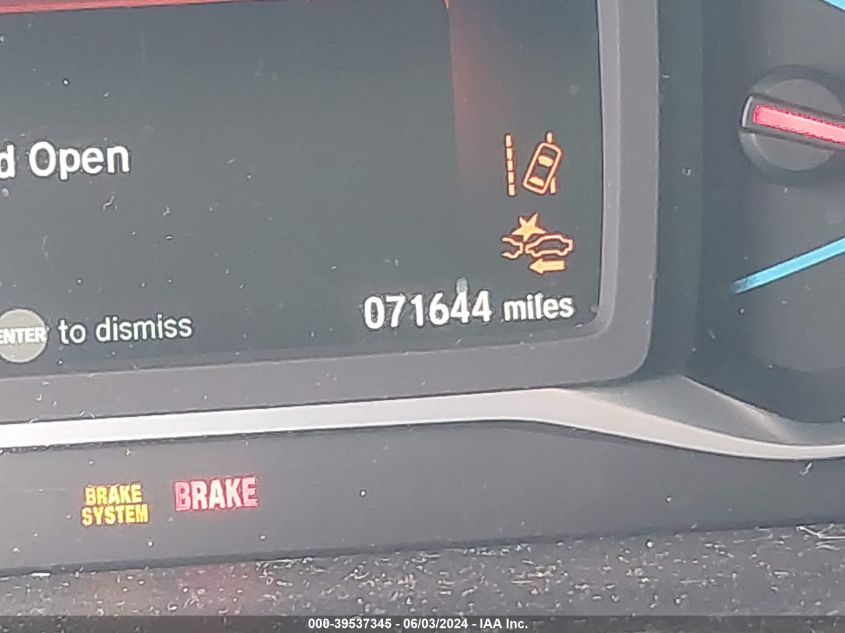 d Open
071644 miles
ENTER to dismiss
BRAKE SYSTEM
BRAKE
000-39537345 - 06/03/2024 - IAA Inc.